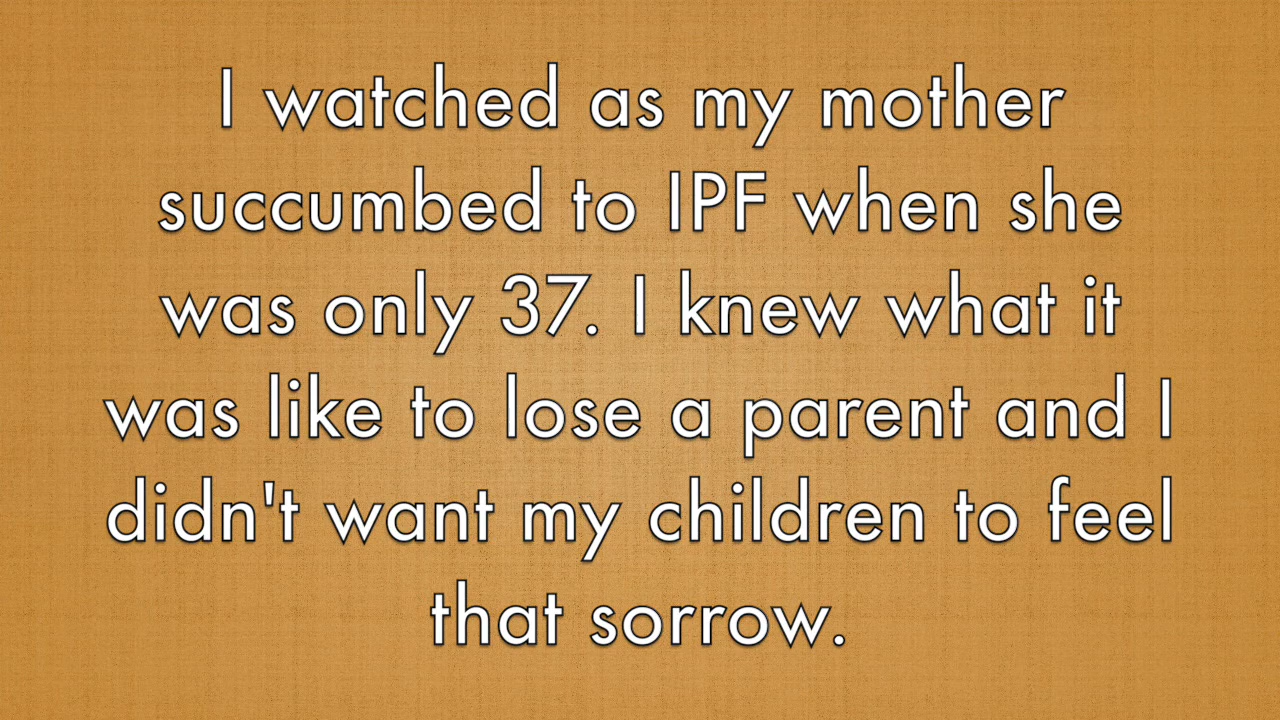 I watched as my mother
succumbed to IPF when she
was only 37. I knew what it
was like to lose a parent and I
didn't want my children to feel
that sorrow.